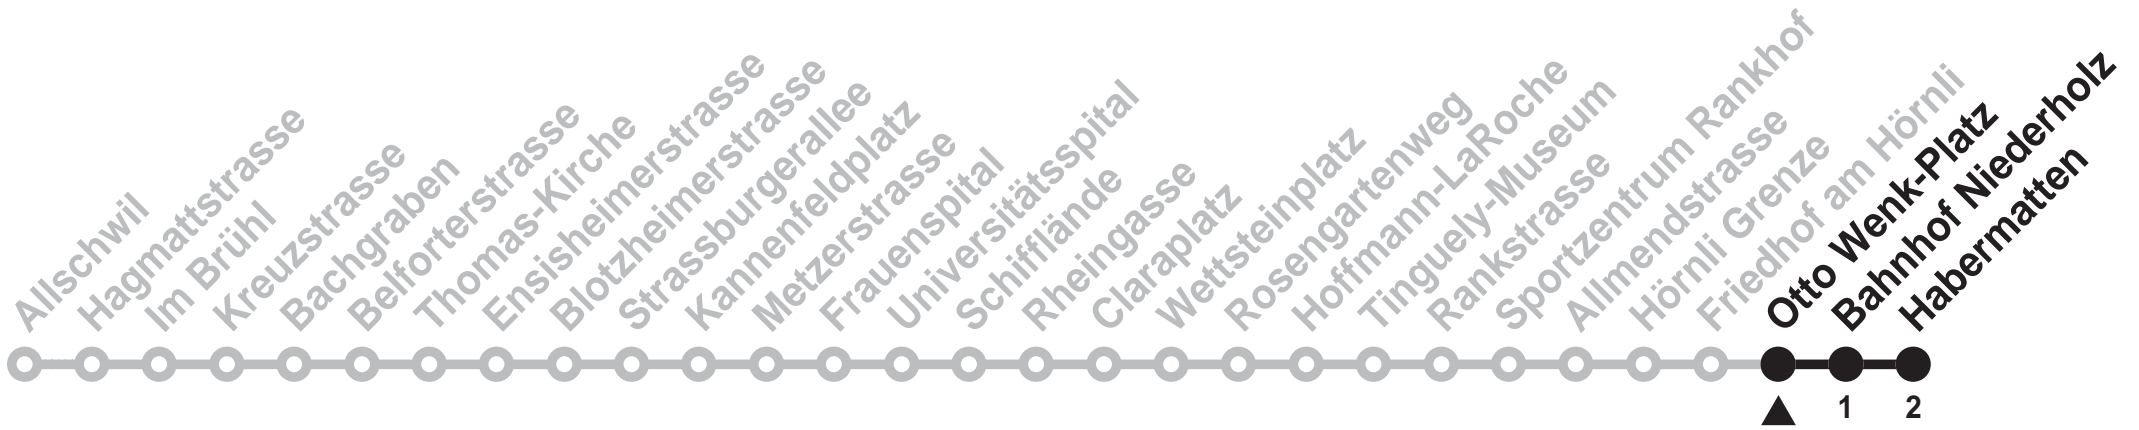 Allschwil
Hagmattstrasse
Im Brühl
Kreuzstrasse
Bachgraben
Belforterstrasse
Thomas-Kirche
Ensisheimerstrasse
Blotzheimerstrasse
Strassburgerallee
Kannenfeldplatz
Metzerstrasse
Frauenspital
Universitätsspital
Schifflände
Rheingasse
Claraplatz
Wettsteinplatz
Rosengartenweg
Hoffmann-LaRoche
Tinguely-Museum
Rankstrasse
Sportzentrum Rankhof
Allmendstrasse
Hörnli Grenze
Friedhof am Hörnli
Otto Wenk-Platz
Bahnhof Niederholz
Habermatten
1
2